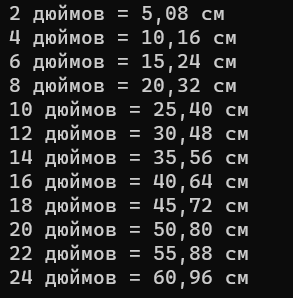 2 дюймов = 5,08 см
4 дюймов = 10,16 см
6 дюймов = 15,24 см
8 дюймов = 20,32 см
10 дюймов = 25,40 см
12 дюймов = 30,48 см
14 дюймов = 35,56 см
16 дюймов = 40,64 см
18 дюймов = 45,72 см
20 дюймов = 50,80 см
22 дюймов = 55,88 см
24 дюймов = 60,96 см